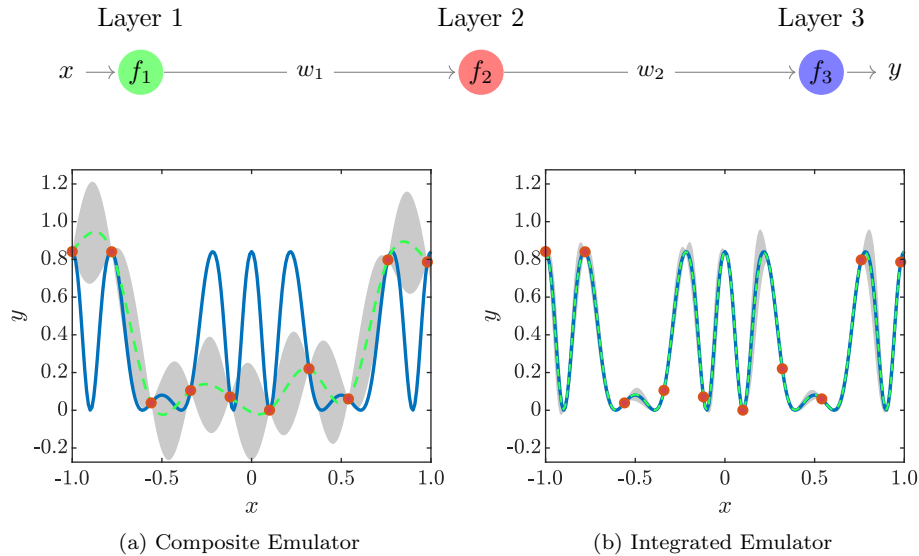 Layer 1 Layer 2 Layer 3
x f1 w1 f2 w2 f3 y
1.2 1.2
1.0 1.0
0.8 0.8
0.6 0.6
y y
0.4 0.4
0.2 0.2
0 0
-0.2 -0.2
-1.0 -0.5 0 0.5 1.0 -1.0 -0.5 0 0.5 1.0
x x
(a) Composite Emulator (b) Integrated Emulator